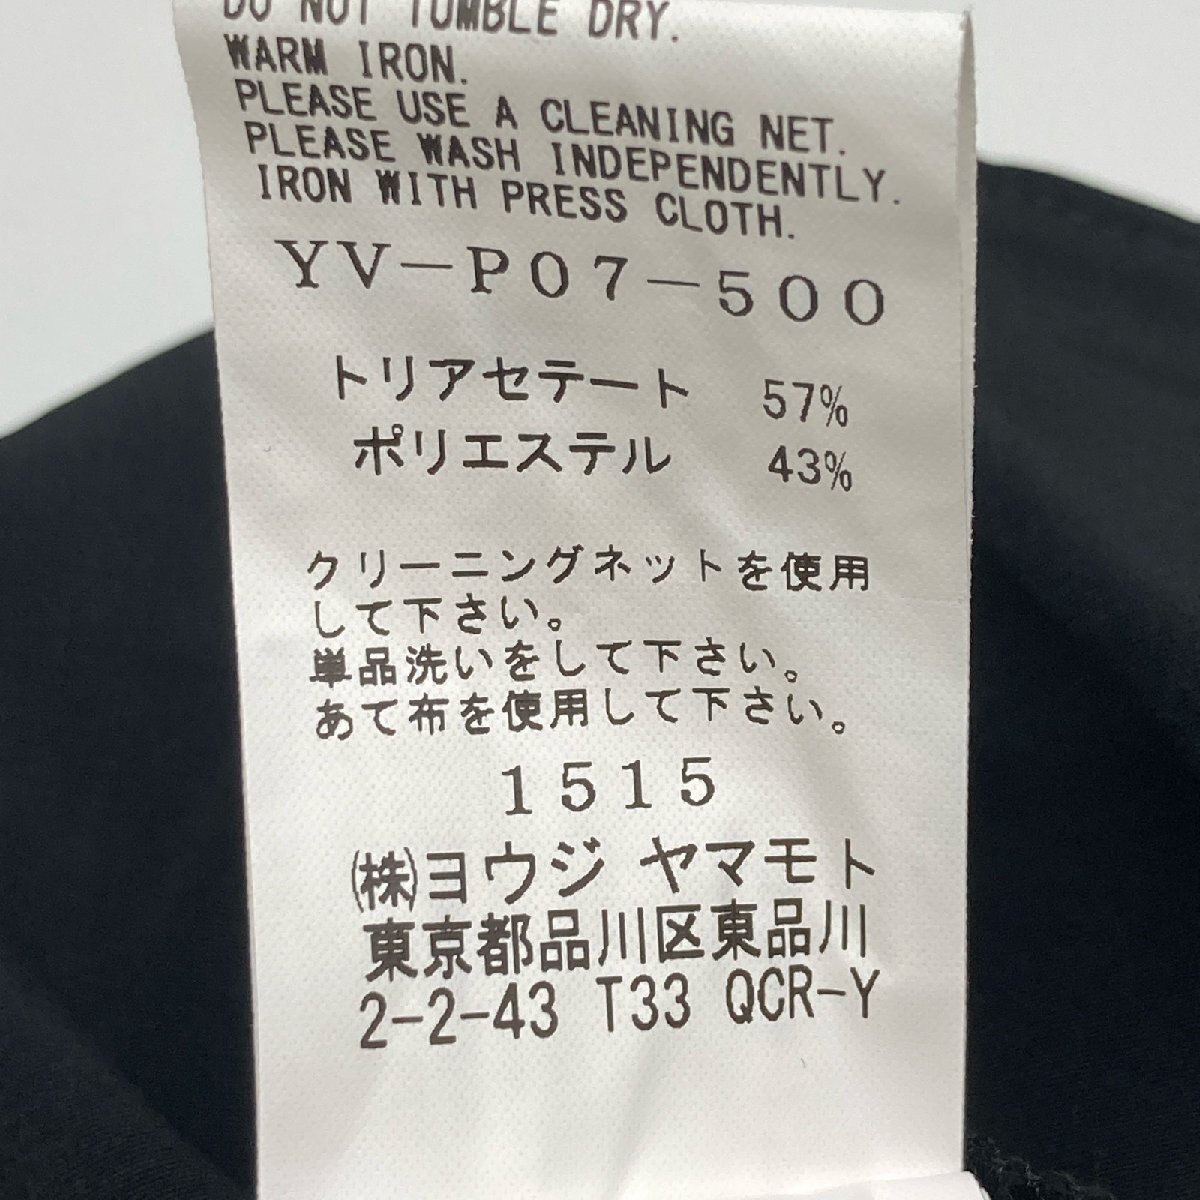 DO NOT TUMBLE DRY.
WARM IRON.
PLEASE USE A CLEANING NET.
PLEASE WASH INDEPENDENTLY.
IRON WITH PRESS CLOTH.
YV-P07-500
トリアセテート 57%
ポリエステル 43%
クリーニングネットを使用
して下さい。
単品洗いをして下さい。
あて布を使用して下さい。
1515
㈱ヨウジ ヤマモト
東京都品川区東品川
2-2-43 T33 QCR-Y